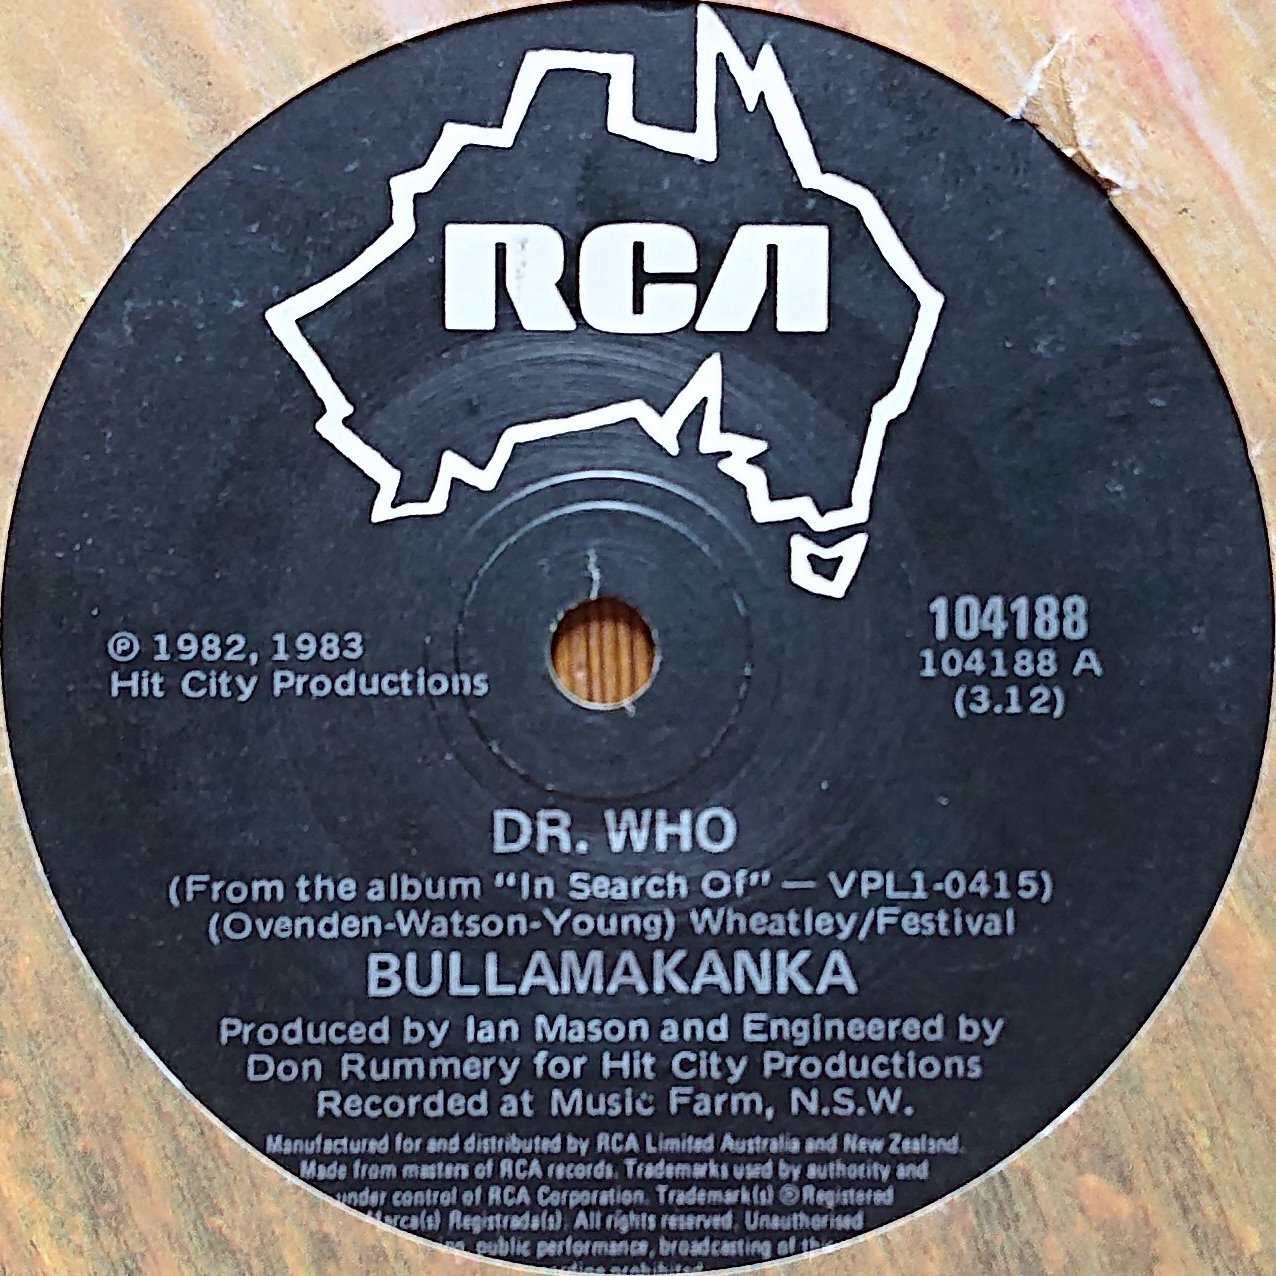 RCA
104188
104188 A
(3.12)
℗ 1982, 1983
Hit City Productions
DR. WHO
(From the album "In Search Of" — VPL1-0415)
(Ovenden-Watson-Young) Wheatley/Festival
BULLAMAKANKA
Produced by Ian Mason and Engineered by
Don Rummery for Hit City Productions
Recorded at Music Farm, N.S.W.
Manufactured for and distributed by RCA Limited Australia and New Zealand.
Made from masters of RCA records. Trademarks used by authority and
under control of RCA Corporation. Trademark(s) ® Registered
Marca(s) Registrada(s). All rights reserved. Unauthorised
public performance, broadcasting of
prohibited